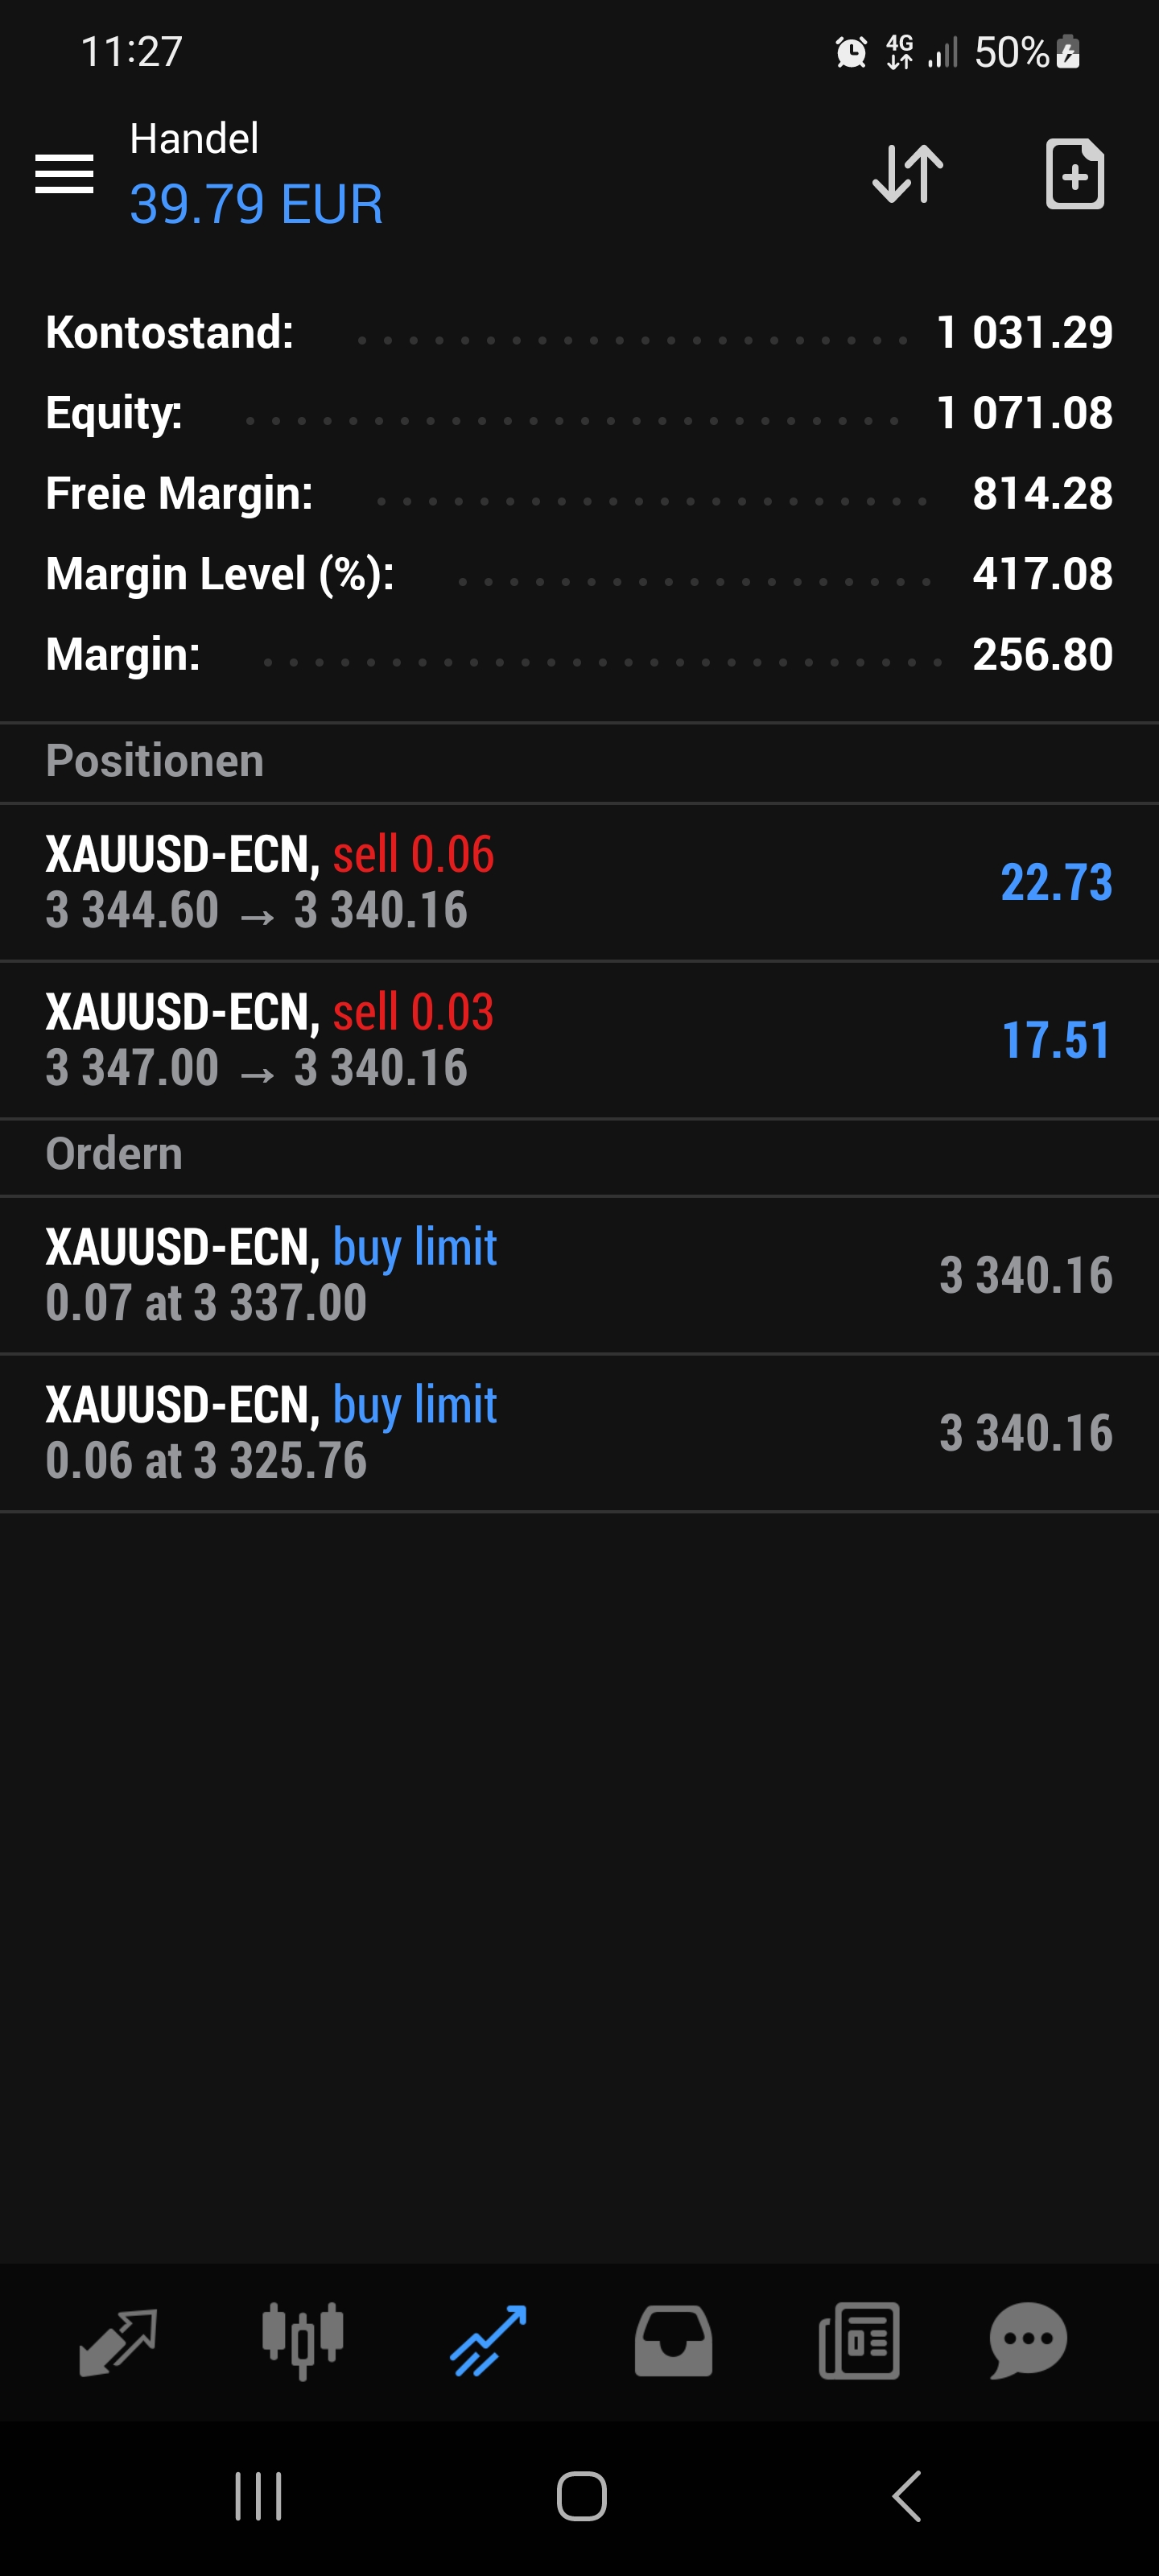 11:27
4G 50%
Handel
39.79 EUR
Kontostand: 1 031.29
Equity: 1 071.08
Freie Margin: 814.28
Margin Level (%): 417.08
Margin: 256.80
Positionen
XAUUSD-ECN, sell 0.06
3 344.60 → 3 340.16
22.73
XAUUSD-ECN, sell 0.03
3 347.00 → 3 340.16
17.51
Ordern
XAUUSD-ECN, buy limit
0.07 at 3 337.00
3 340.16
XAUUSD-ECN, buy limit
0.06 at 3 325.76
3 340.16